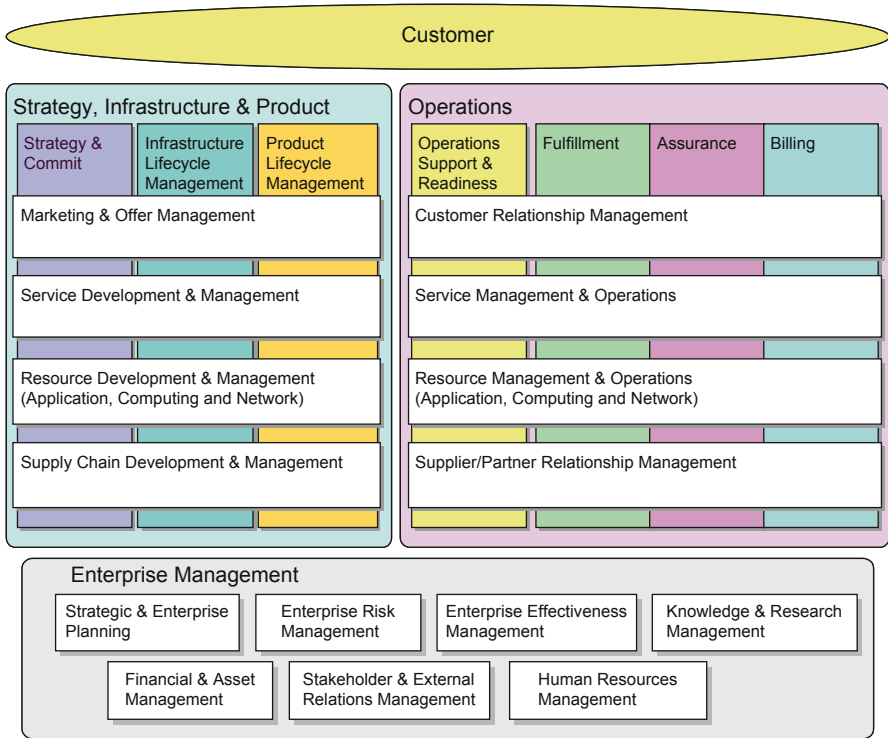 Customer
Strategy, Infrastructure & Product
Strategy &
Commit
Infrastructure
Lifecycle
Management
Product
Lifecycle
Management
Marketing & Offer Management
Service Development & Management
Resource Development & Management
(Application, Computing and Network)
Supply Chain Development & Management
Operations
Operations
Support &
Readiness
Fulfillment
Assurance
Billing
Customer Relationship Management
Service Management & Operations
Resource Management & Operations
(Application, Computing and Network)
Supplier/Partner Relationship Management
Enterprise Management
Strategic & Enterprise
Planning
Enterprise Risk
Management
Enterprise Effectiveness
Management
Knowledge & Research
Management
Financial & Asset
Management
Stakeholder & External
Relations Management
Human Resources
Management